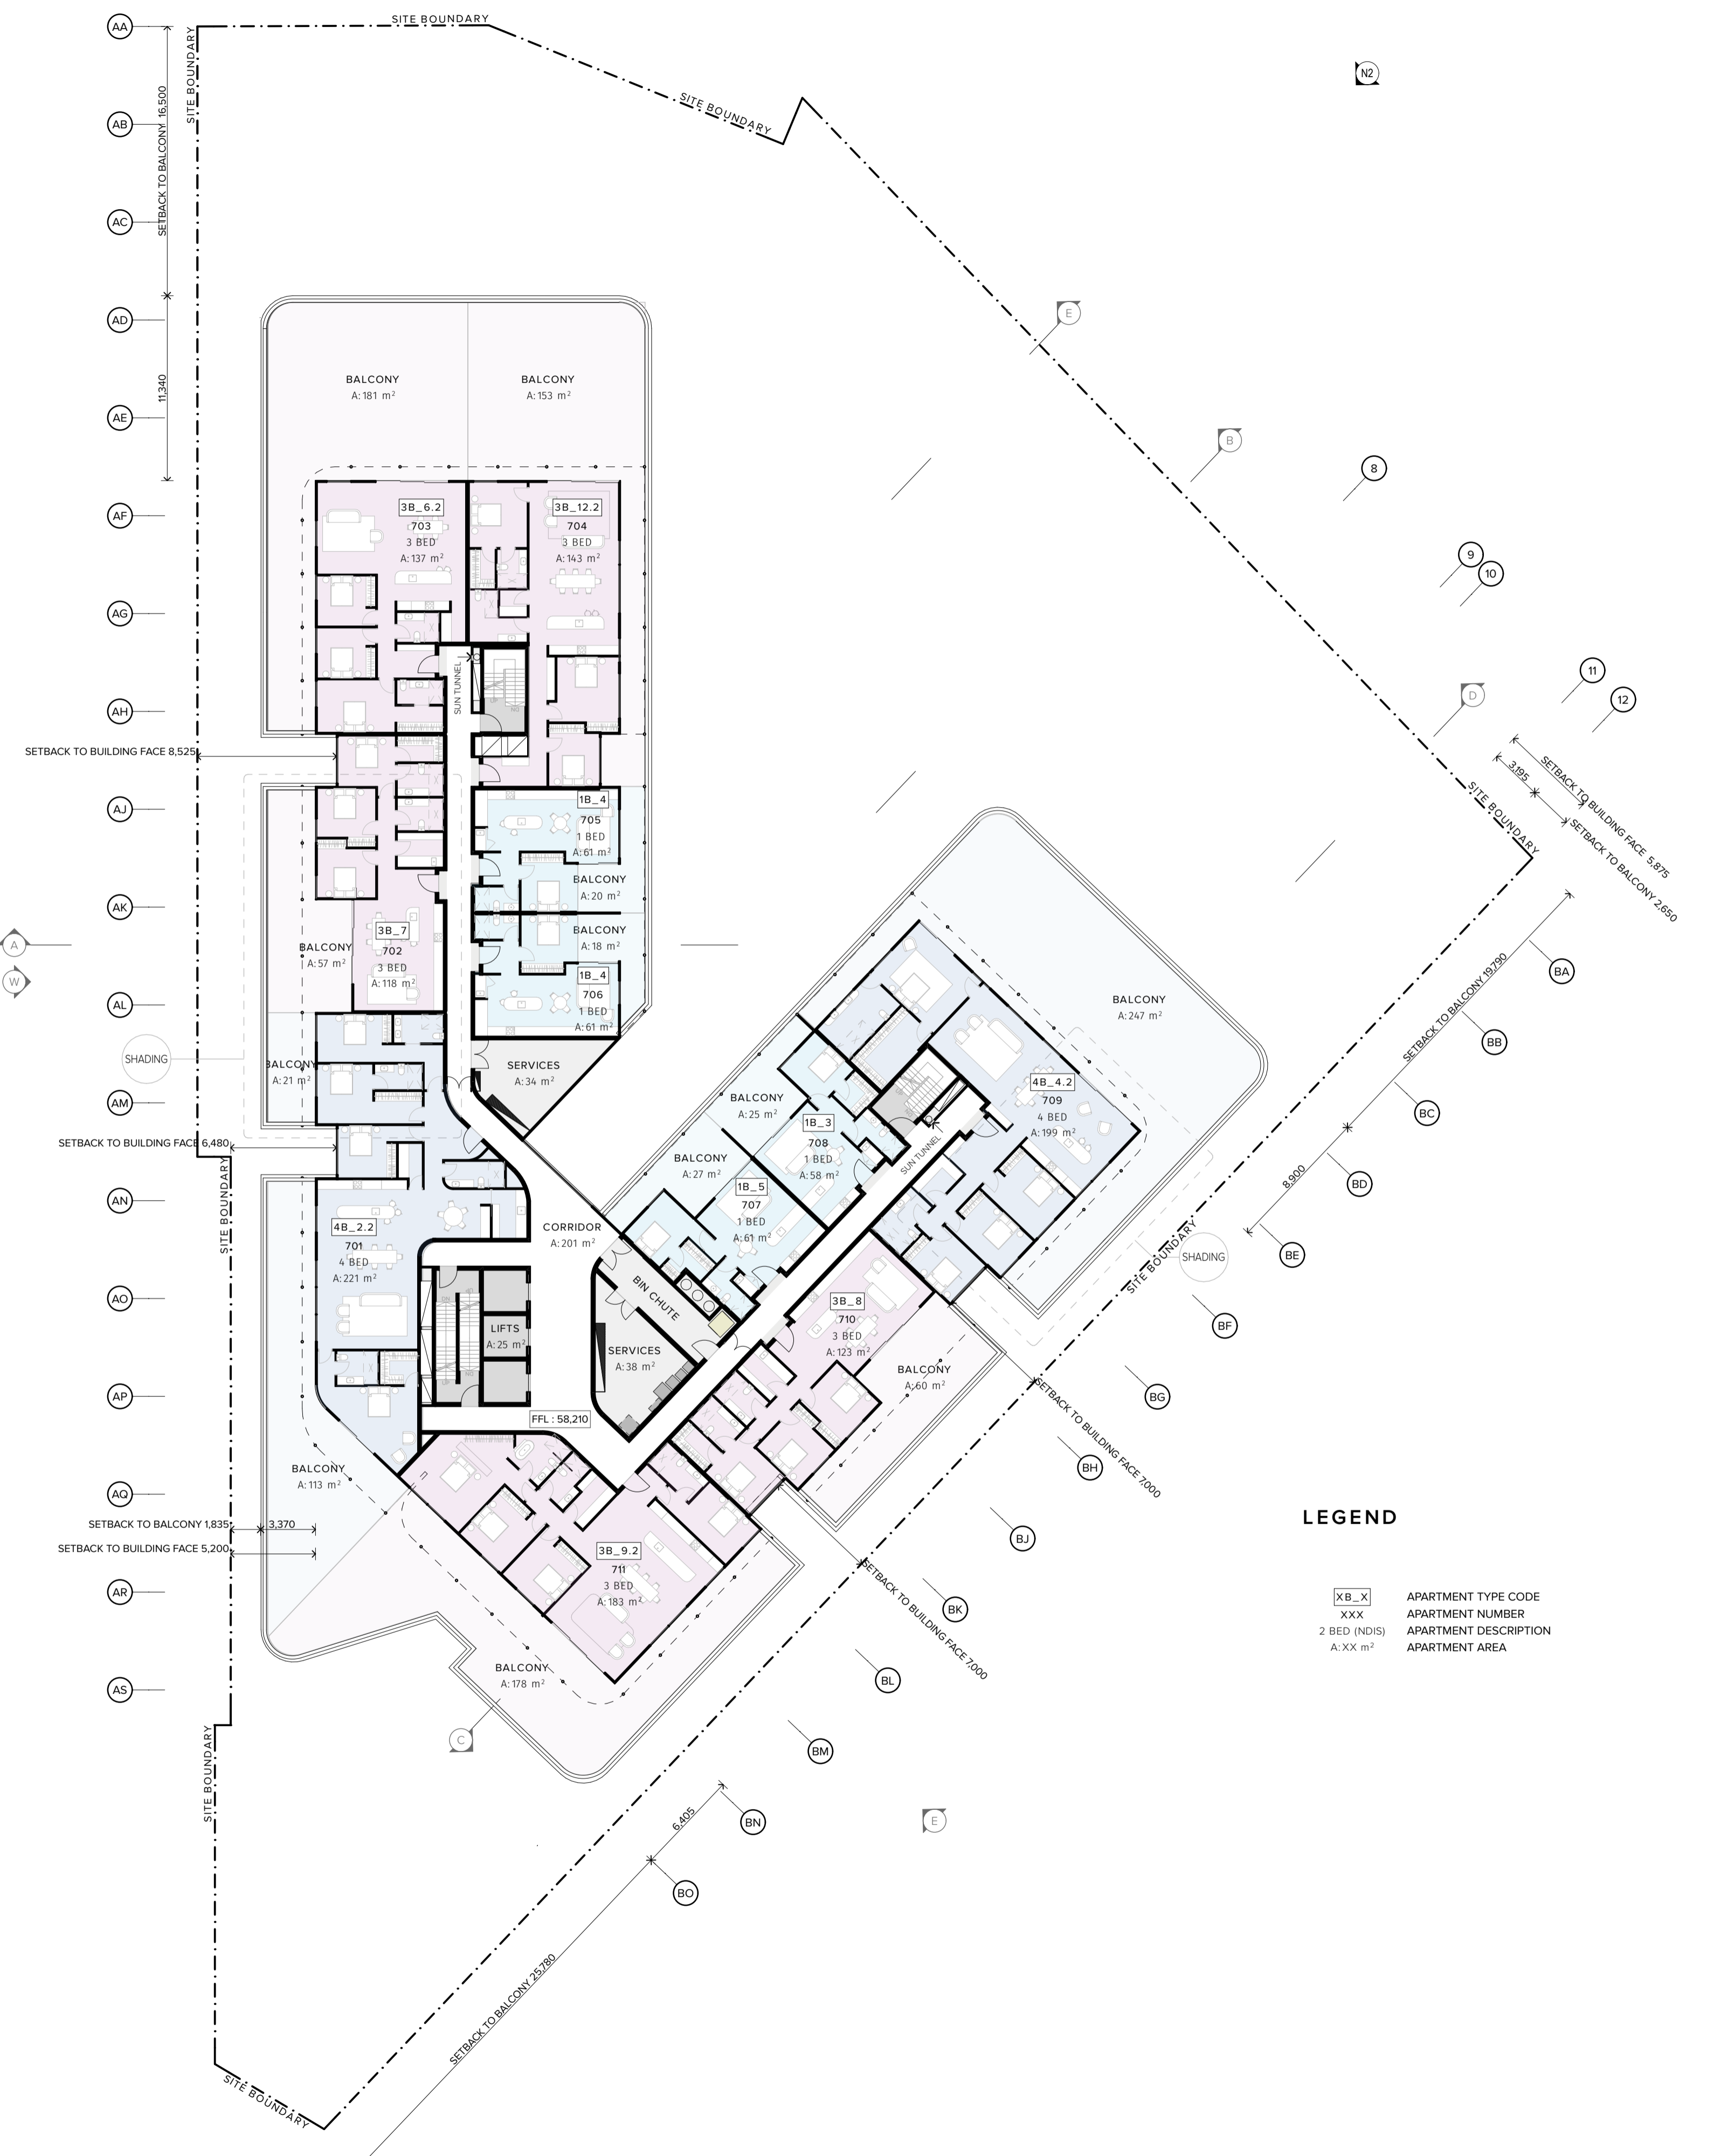 SITE BOUNDARY
AA
SITE BOUNDARY
SITE BOUNDARY
N2
AB
SETBACK TO BALCONY 16,500
AC
AD
E
11,340
BALCONY
A: 181 m²
BALCONY
A: 153 m²
AE
B
8
AF
3B_6.2
703
3 BED
A: 137 m²
3B_12.2
704
3 BED
A: 143 m²
9
10
AG
SUN TUNNEL
UP
DN
11
12
D
AH
SETBACK TO BUILDING FACE 8,525
SITE BOUNDARY
3,195
SETBACK TO BUILDING FACE 5,875
SETBACK TO BALCONY 2,650
AJ
1B_4
705
1 BED
A: 61 m²
BALCONY
A: 20 m²
AK
BALCONY
A: 18 m²
3B_7
702
3 BED
A: 118 m²
BALCONY
A: 57 m²
A
W
1B_4
706
1 BED
A: 61 m²
AL
BA
SETBACK TO BALCONY 19,790
BALCONY
A: 247 m²
BB
SHADING
BALCONY
A: 21 m²
SERVICES
A: 34 m²
AM
4B_4.2
709
4 BED
A: 199 m²
BC
BALCONY
A: 25 m²
1B_3
708
1 BED
A: 58 m²
SUN TUNNEL
SETBACK TO BUILDING FACE 6,480
SITE BOUNDARY
BALCONY
A: 27 m²
1B_5
707
1 BED
A: 61 m²
8,900
BD
AN
4B_2.2
701
4 BED
A: 221 m²
CORRIDOR
A: 201 m²
BE
SHADING
SITE BOUNDARY
BIN CHUTE
AO
3B_8
710
3 BED
A: 123 m²
BF
LIFTS
A: 25 m²
SERVICES
A: 38 m²
UP
DN
BALCONY
A: 60 m²
AP
BG
SETBACK TO BUILDING FACE 7,000
FFL : 58,210
BALCONY
A: 113 m²
BH
AQ
SETBACK TO BALCONY 1,835
3,370
SETBACK TO BUILDING FACE 5,200
LEGEND
BJ
3B_9.2
711
3 BED
A: 183 m²
AR
SETBACK TO BUILDING FACE 7,000
BK
XB_X APARTMENT TYPE CODE
XXX APARTMENT NUMBER
2 BED (NDIS) APARTMENT DESCRIPTION
A: XX m² APARTMENT AREA
BALCONY
A: 178 m²
BL
AS
C
BM
SITE BOUNDARY
6,405
BN
E
BO
SETBACK TO BALCONY 25,780
SITE BOUNDARY